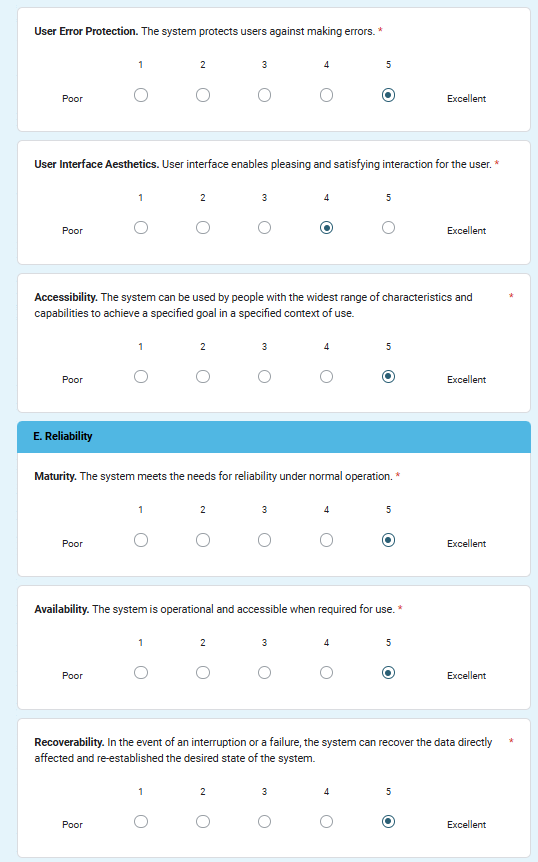 User Error Protection. The system protects users against making errors. *
1 2 3 4 5
Poor Excellent
User Interface Aesthetics. User interface enables pleasing and satisfying interaction for the user. *
1 2 3 4 5
Poor Excellent
Accessibility. The system can be used by people with the widest range of characteristics and *
capabilities to achieve a specified goal in a specified context of use.
1 2 3 4 5
Poor Excellent
E. Reliability
Maturity. The system meets the needs for reliability under normal operation. *
1 2 3 4 5
Poor Excellent
Availability. The system is operational and accessible when required for use. *
1 2 3 4 5
Poor Excellent
Recoverability. In the event of an interruption or a failure, the system can recover the data directly *
affected and re-established the desired state of the system.
1 2 3 4 5
Poor Excellent